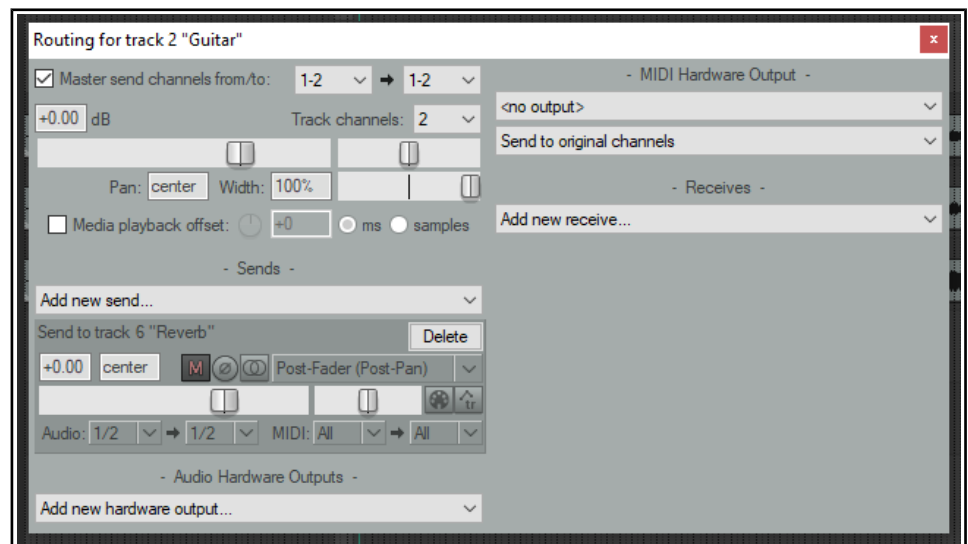 Routing for track 2 "Guitar"
x
Master send channels from/to: 1-2 1-2
+0.00 dB Track channels: 2
Pan: center Width: 100%
Media playback offset: +0 ms samples
- Sends -
Add new send...
Send to track 6 "Reverb" Delete
+0.00 center M Post-Fader (Post-Pan)
tr
Audio: 1/2 1/2 MIDI: All All
- Audio Hardware Outputs -
Add new hardware output...
- MIDI Hardware Output -
<no output>
Send to original channels
- Receives -
Add new receive...